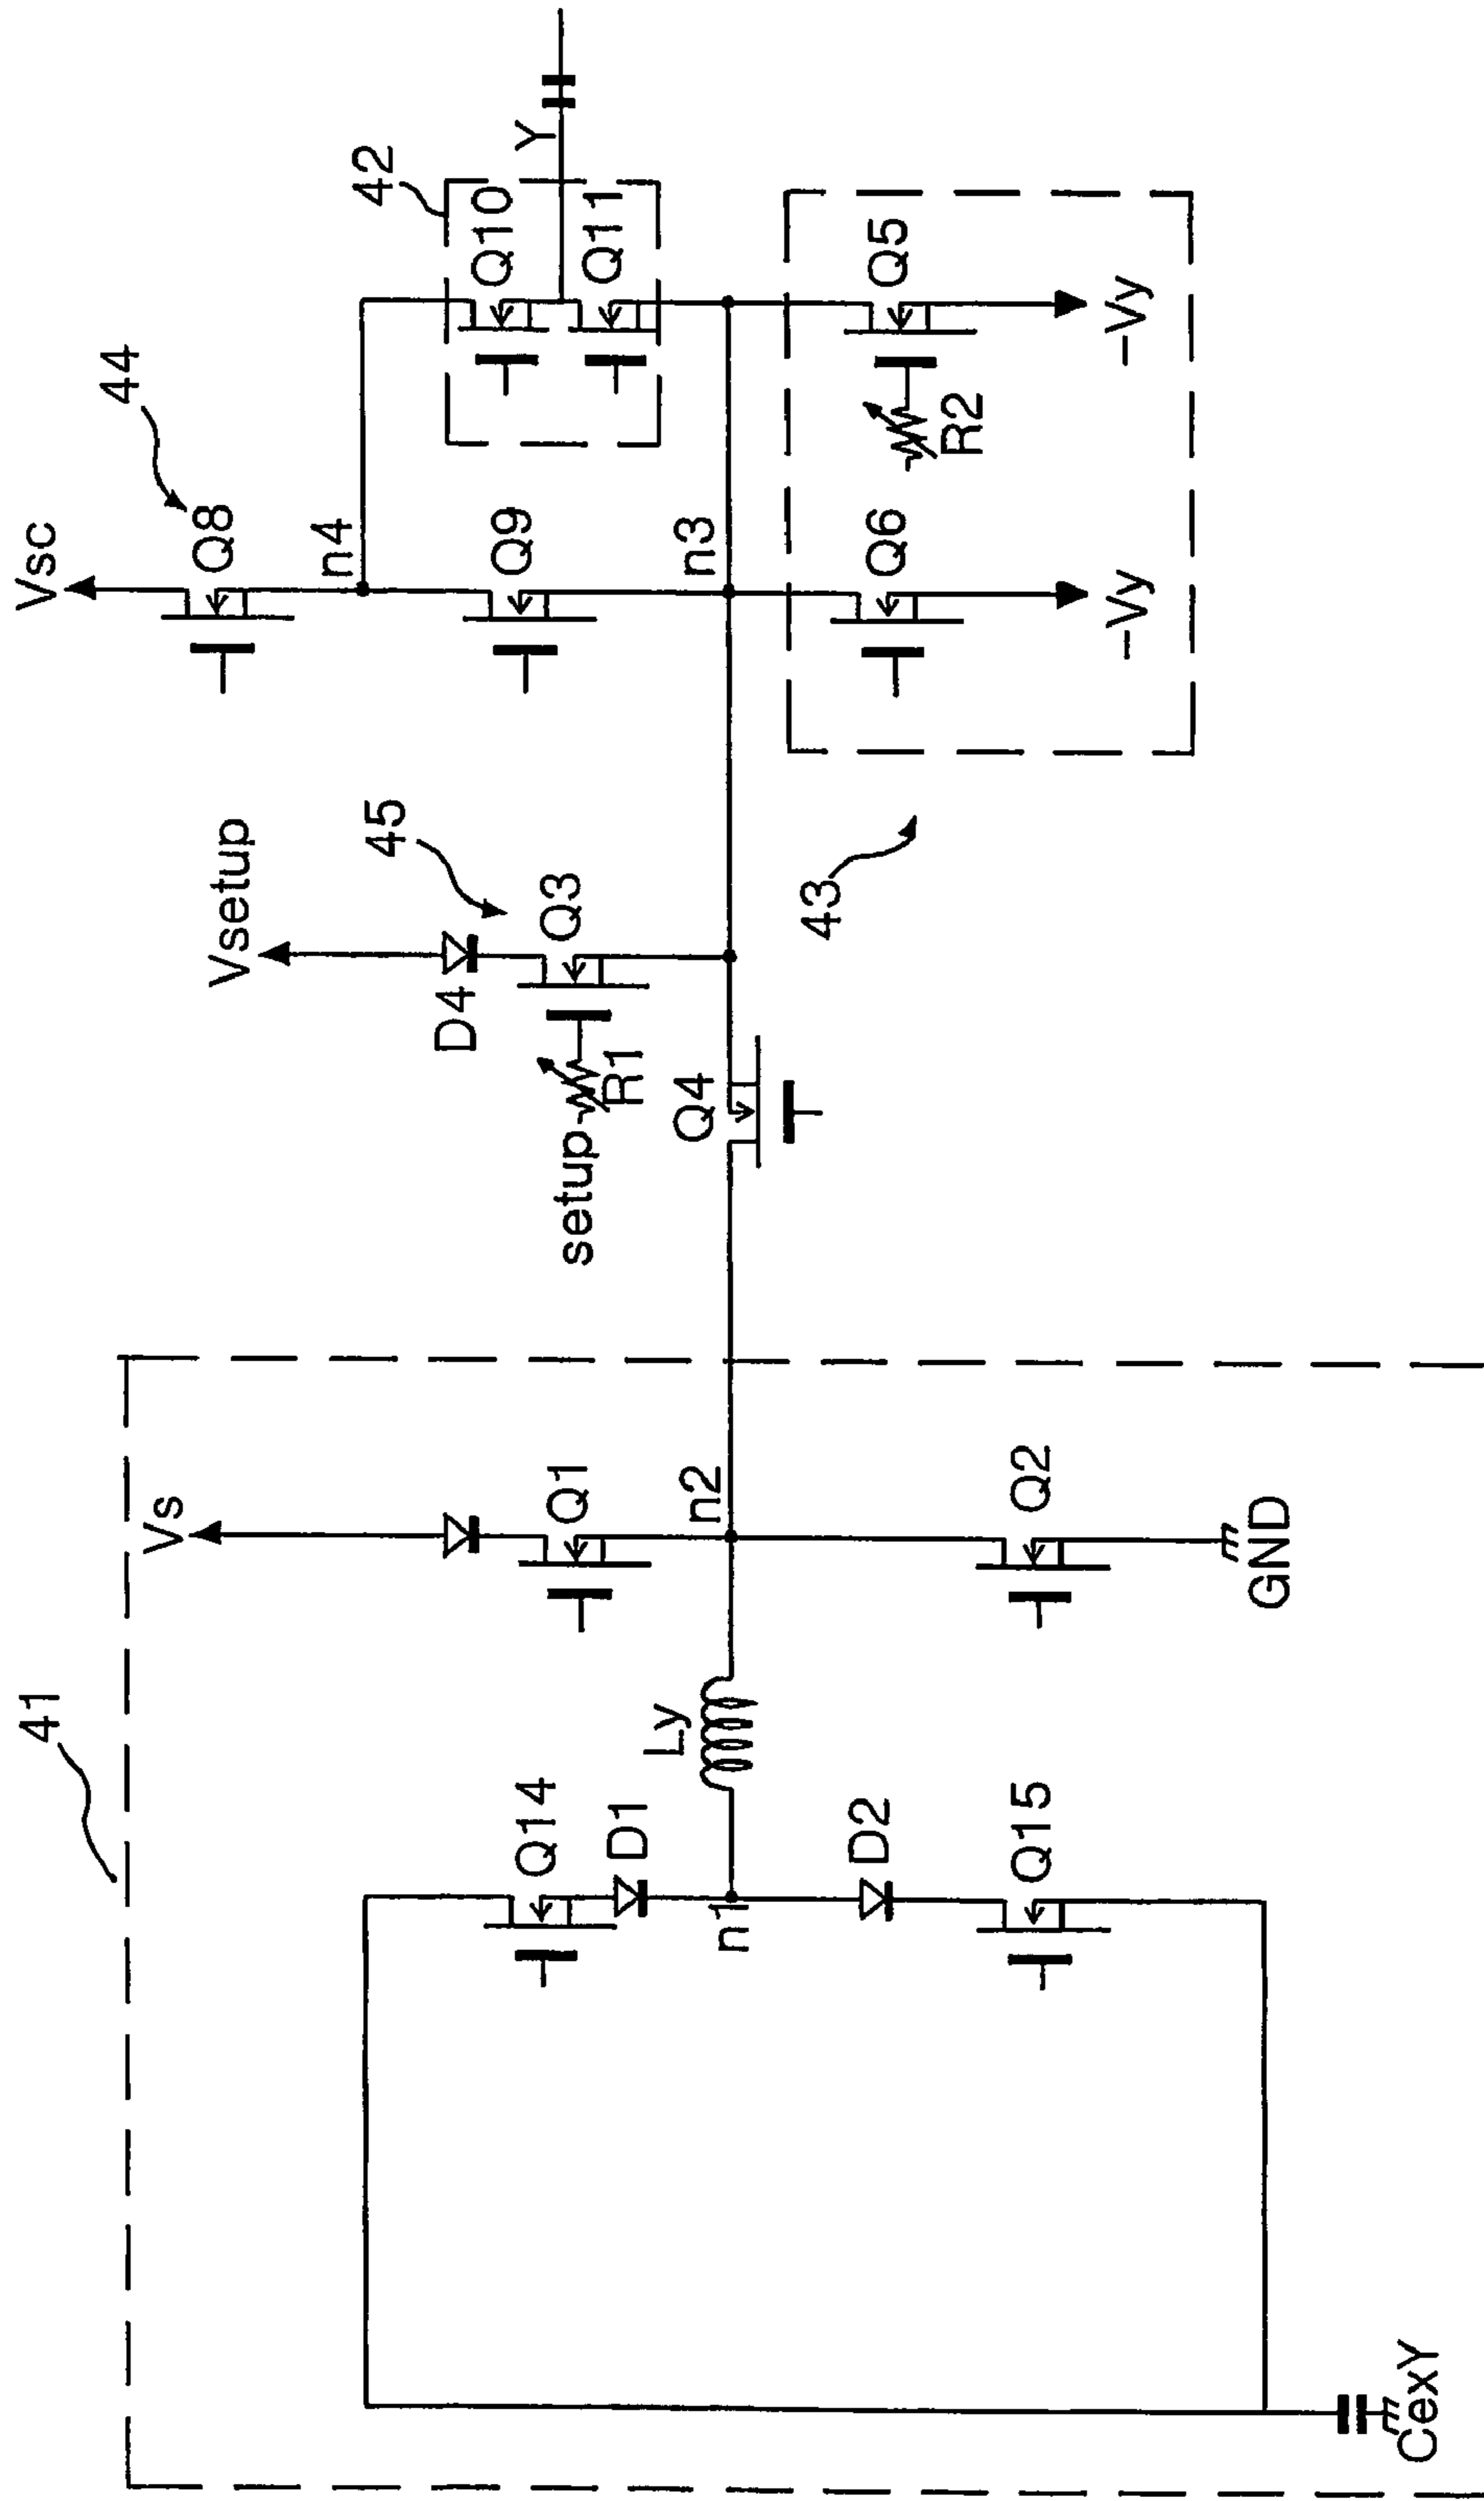 41
Vs
Q14
D1
Ly
n1
D2
Q15
CexY
Q1
n2
Q2
GND
Vsetup
45
D4
Q3
setup
R1
Q4
43
Vsc
44
Q8
n4
Q9
n3
Q6
-Vy
42
Q10
Y
Q11
Q5
R2
-Vy